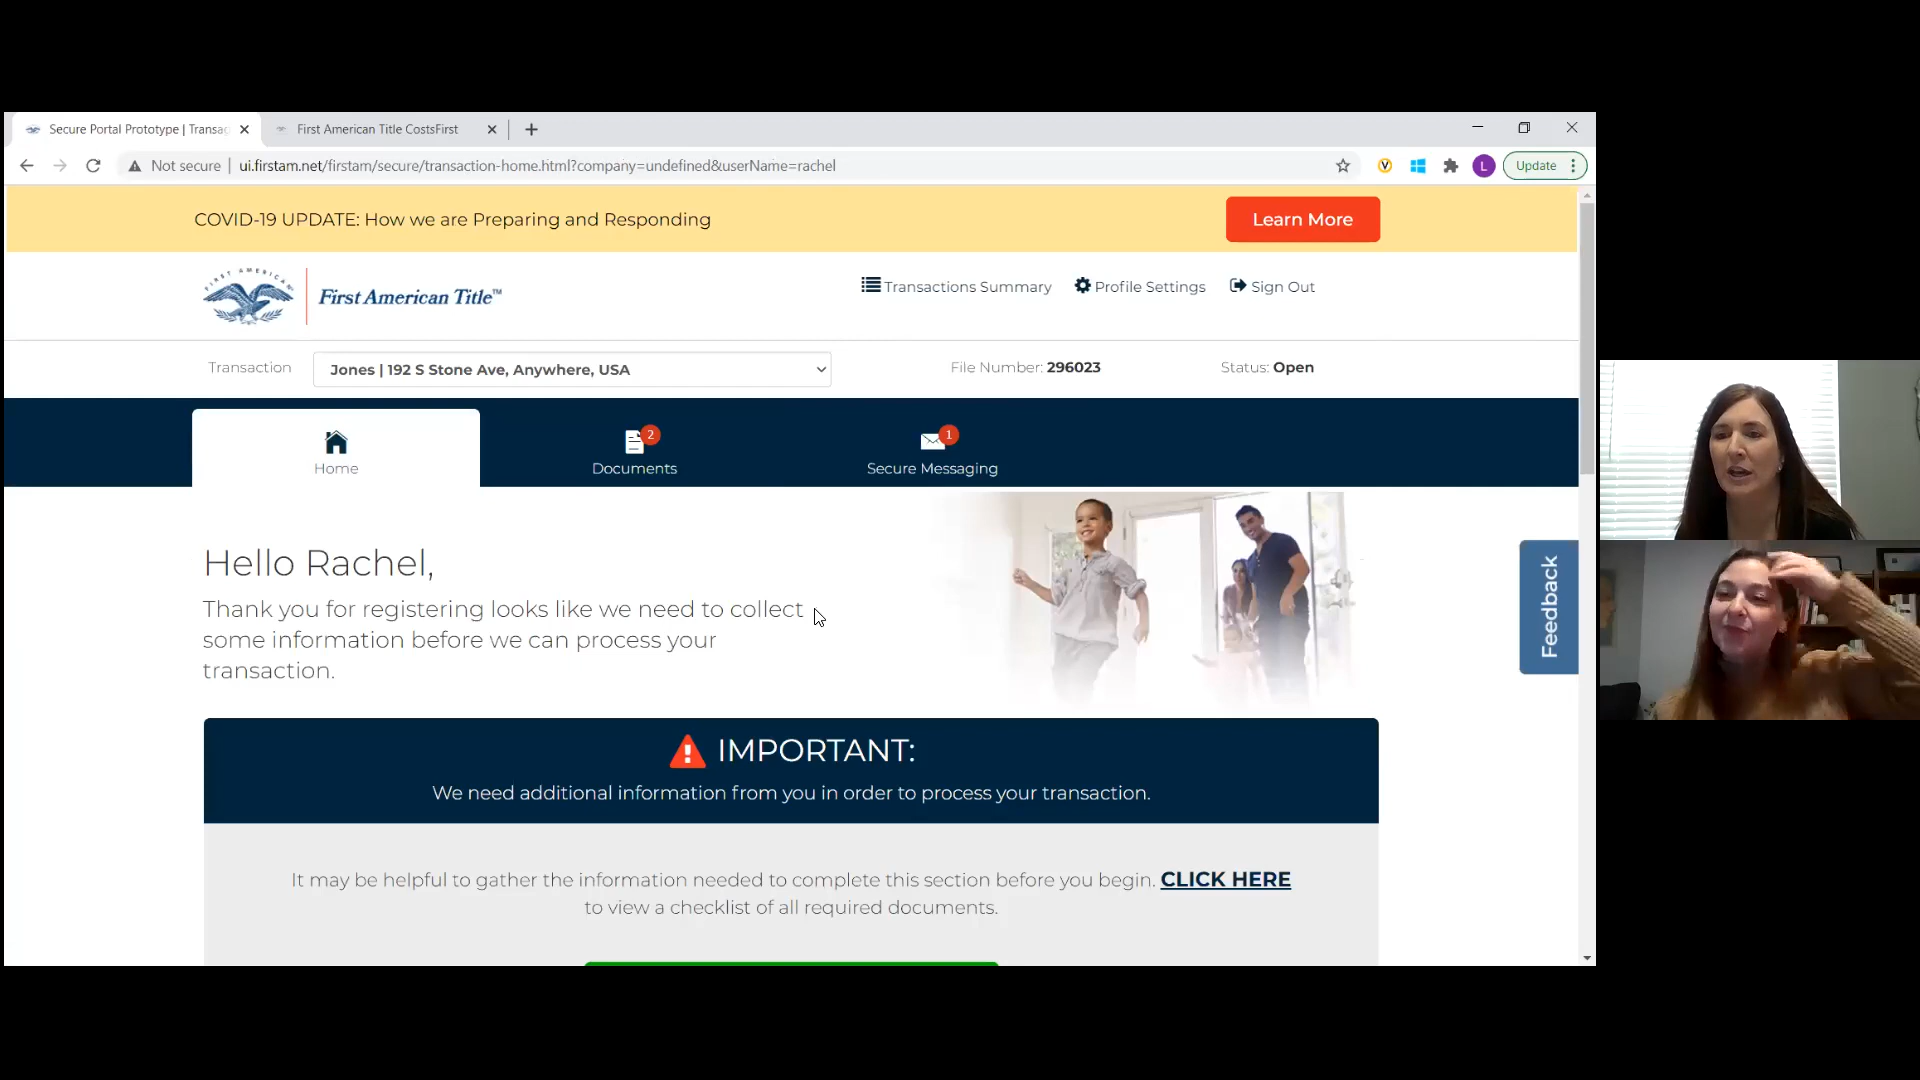 Secure Portal Prototype | Transac
First American Title CostsFirst
Not secure
ui.firstam.net/firstam/secure/transaction-home.html?company=undefined&userName=rachel
V
L
Update
COVID-19 UPDATE: How we are Preparing and Responding
Learn More
FIRST AMERICAN
First American Title™
Transactions Summary
Profile Settings
Sign Out
Transaction
Jones | 192 S Stone Ave, Anywhere, USA
File Number: 296023
Status: Open
Home
2
Documents
1
Secure Messaging
Hello Rachel,
Thank you for registering looks like we need to collect
some information before we can process your
transaction.
Feedback
IMPORTANT:
We need additional information from you in order to process your transaction.
It may be helpful to gather the information needed to complete this section before you begin. CLICK HERE
to view a checklist of all required documents.